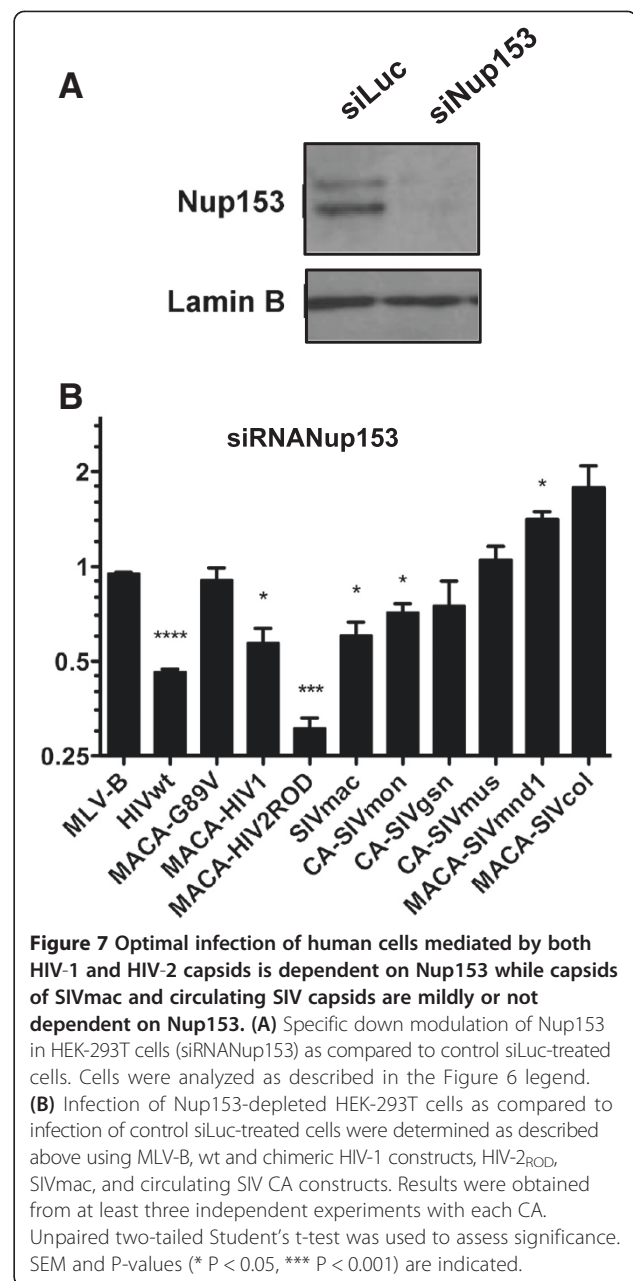 A
siLuc
siNup153
Nup153
Lamin B
B
siRNANup153
2
1
0.5
0.25
****
*
***
*
*
*
MLV-B
HIVwt
MACA-G89V
MACA-HIV1
MACA-HIV2ROD
SIVmac
CA-SIVmon
CA-SIVgsn
CA-SIVmus
MACA-SIVmnd1
MACA-SIVcol
Figure 7 Optimal infection of human cells mediated by both
HIV-1 and HIV-2 capsids is dependent on Nup153 while capsids
of SIVmac and circulating SIV capsids are mildly or not
dependent on Nup153. (A) Specific down modulation of Nup153
in HEK-293T cells (siRNANup153) as compared to control siLuc-treated
cells. Cells were analyzed as described in the Figure 6 legend.
(B) Infection of Nup153-depleted HEK-293T cells as compared to
infection of control siLuc-treated cells were determined as described
above using MLV-B, wt and chimeric HIV-1 constructs, HIV-2ROD,
SIVmac, and circulating SIV CA constructs. Results were obtained
from at least three independent experiments with each CA.
Unpaired two-tailed Student's t-test was used to assess significance.
SEM and P-values (* P < 0.05, *** P < 0.001) are indicated.